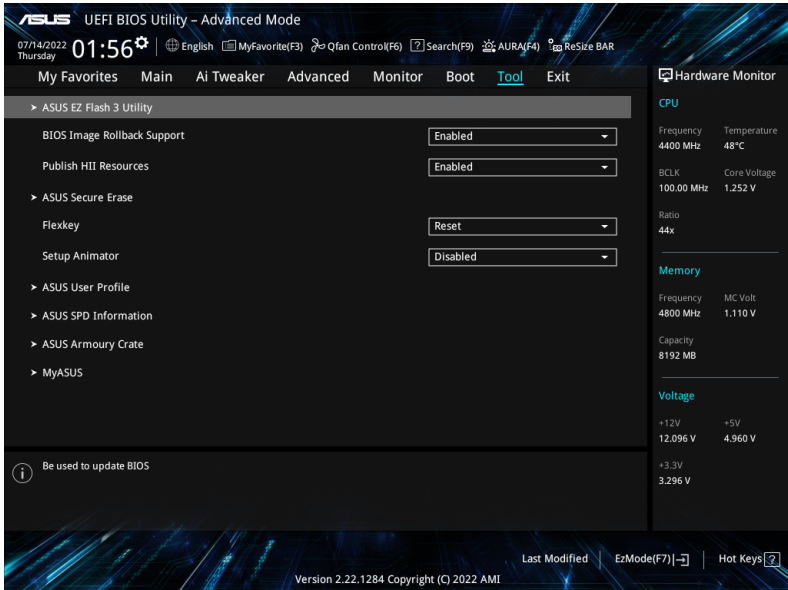 ASUS UEFI BIOS Utility – Advanced Mode
07/14/2022 Thursday 01:56 English MyFavorite(F3) Qfan Control(F6) ? Search(F9) AURA(F4) ReSize BAR
My Favorites Main Ai Tweaker Advanced Monitor Boot Tool Exit
Hardware Monitor
> ASUS EZ Flash 3 Utility
BIOS Image Rollback Support Enabled
Publish HII Resources Enabled
> ASUS Secure Erase
Flexkey Reset
Setup Animator Disabled
> ASUS User Profile
> ASUS SPD Information
> ASUS Armoury Crate
> MyASUS
CPU
Frequency Temperature
4400 MHz 48°C
BCLK Core Voltage
100.00 MHz 1.252 V
Ratio
44x
Memory
Frequency MC Volt
4800 MHz 1.110 V
Capacity
8192 MB
Voltage
+12V +5V
12.096 V 4.960 V
+3.3V
3.296 V
i Be used to update BIOS
Last Modified EzMode(F7) Hot Keys ?
Version 2.22.1284 Copyright (C) 2022 AMI